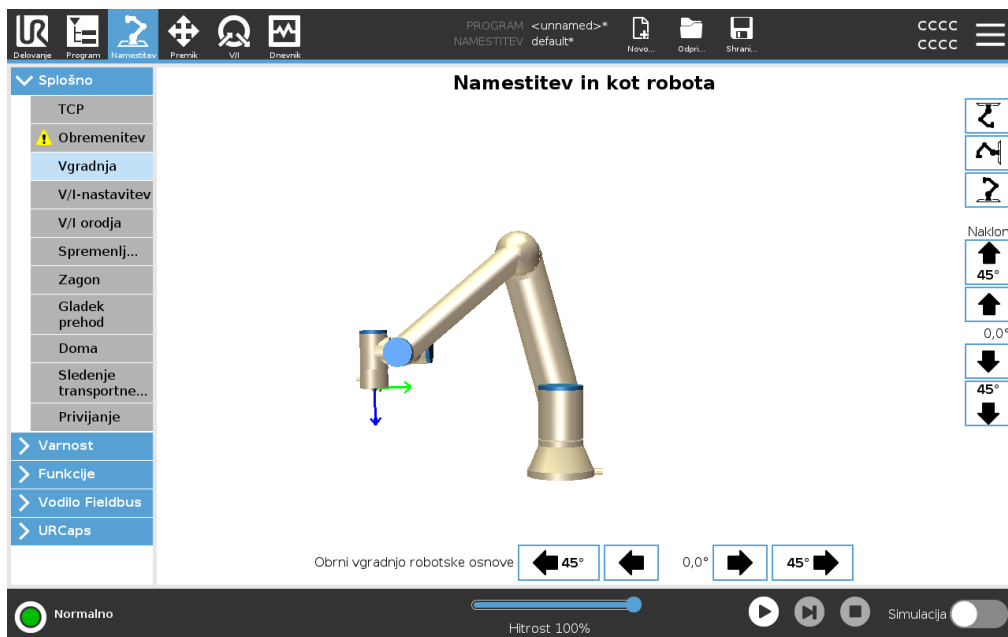 PROGRAM <unnamed>*
NAMESTITEV default*
Delovanje
Program
Namestitev
Premik
V/I
Dnevnik
Novo...
Odpri...
Shrani...
CCCC
CCCC
Splošno
TCP
Obremenitev
Vgradnja
V/I-nastavitev
V/I orodja
Spremenlj...
Zagon
Gladek
prehod
Doma
Sledenje
transportne...
Privijanje
Varnost
Funkcije
Vodilo Fieldbus
URCaps
Namestitev in kot robota
Naklon
45°
0,0°
45°
Obrni vgradnjo robotske osnove
45°
0,0°
45°
Normalno
Hitrost 100%
Simulacija